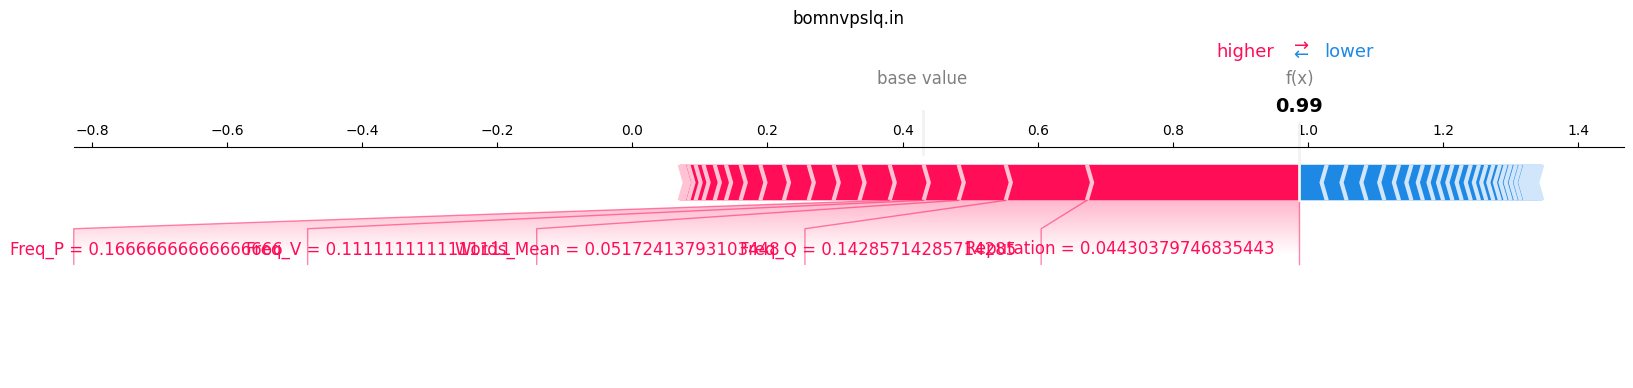 bomnvpslq.in
higher ⇄ lower
base value f(x)
0.99
−0.8 −0.6 −0.4 −0.2 0.0 0.2 0.4 0.6 0.8 1.0 1.2 1.4
Freq_P = 0.16666666666666666 Freq_V = 0.1111111111111111 Words_Mean = 0.05172413793103448 Freq_Q = 0.14285714285714285 Reputation = 0.04430379746835443